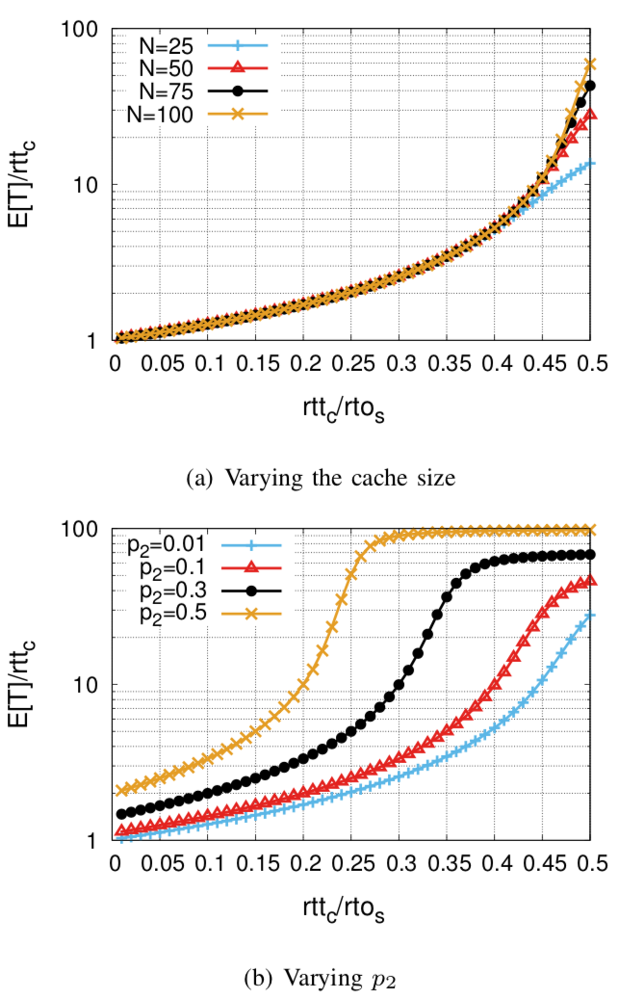 100
N=25
N=50
N=75
N=100
10
E[T]/rtt_c
1
0 0.05 0.1 0.15 0.2 0.25 0.3 0.35 0.4 0.45 0.5
rtt_c/rto_s
(a) Varying the cache size
100
p_2=0.01
p_2=0.1
p_2=0.3
p_2=0.5
10
E[T]/rtt_c
1
0 0.05 0.1 0.15 0.2 0.25 0.3 0.35 0.4 0.45 0.5
rtt_c/rto_s
(b) Varying p_2